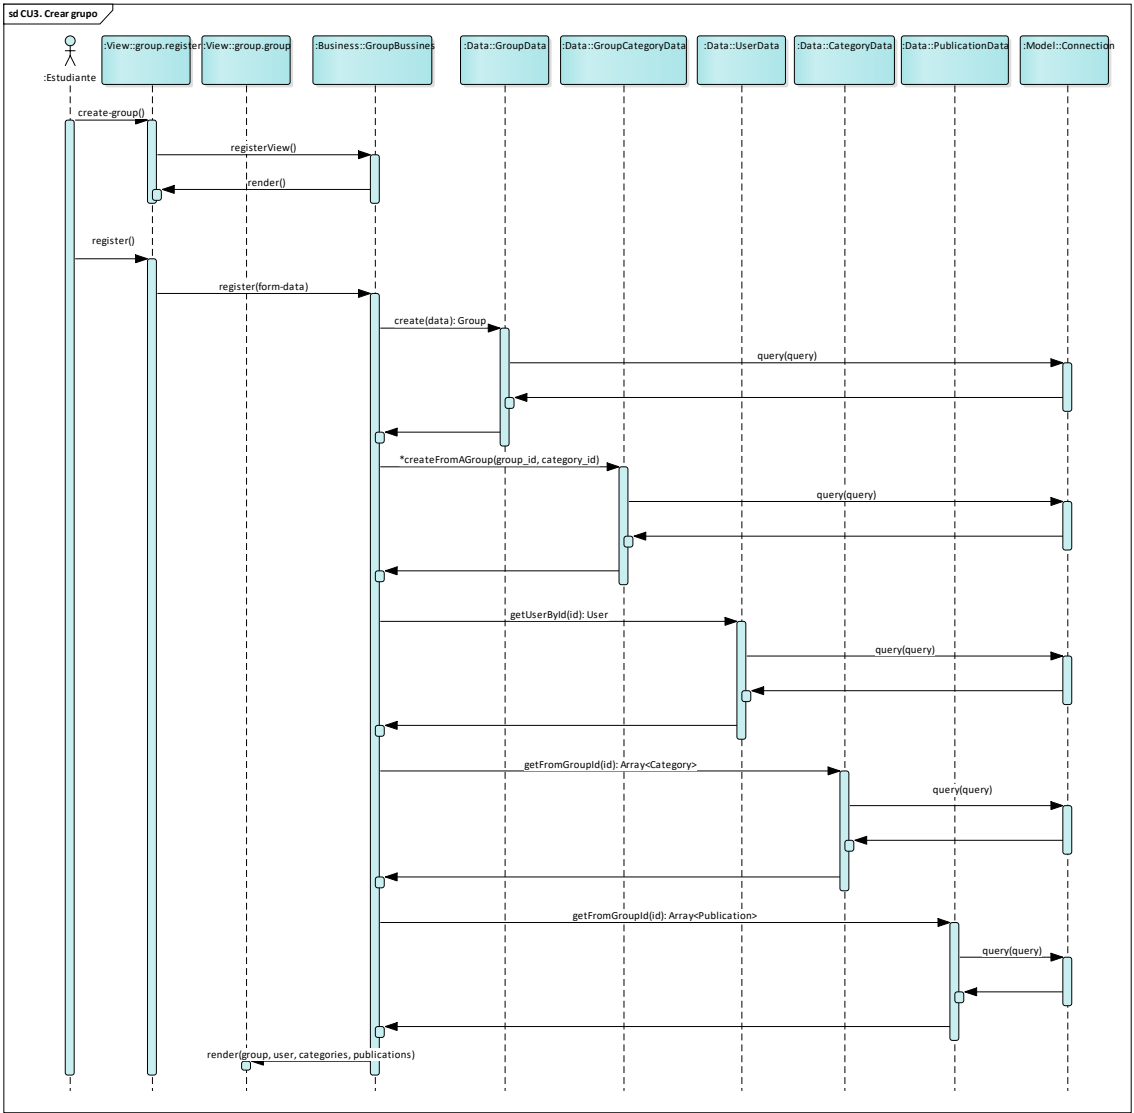 sd CU3. Crear grupo
:Estudiante
:View::group.register
:View::group.group
:Business::GroupBussines
:Data::GroupData
:Data::GroupCategoryData
:Data::UserData
:Data::CategoryData
:Data::PublicationData
:Model::Connection
create-group()
registerView()
render()
register()
register(form-data)
create(data): Group
query(query)
*createFromAGroup(group_id, category_id)
query(query)
getUserById(id): User
query(query)
getFromGroupId(id): Array<Category>
query(query)
getFromGroupId(id): Array<Publication>
query(query)
render(group, user, categories, publications)